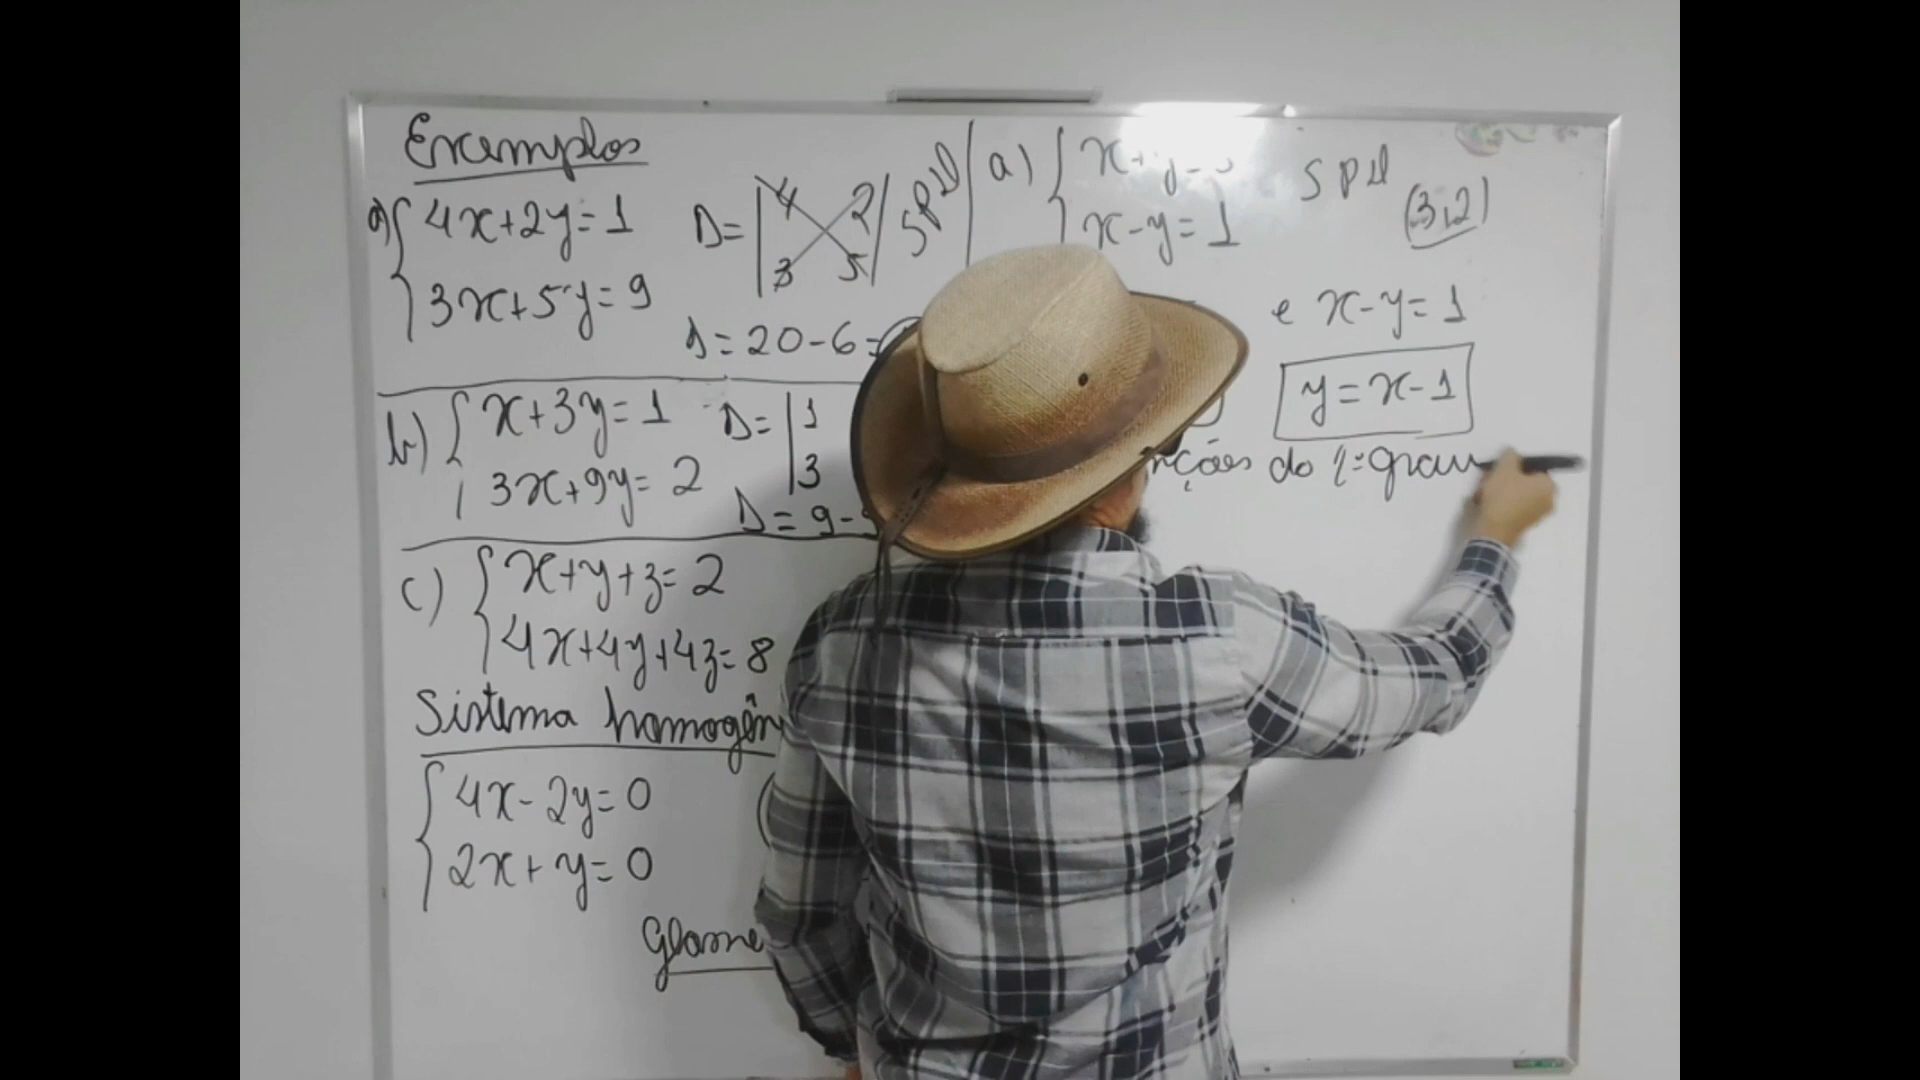 Exemplos
a) 4x+2y=1
3x+5y=9
D= | 4 2 |
| 3 5 |
SPD
Δ=20-6=
b) x+3y=1
3x+9y=2
D= | 1
| 3
D=9-
c) x+y+z=2
4x+4y+4z=8
Sistema
4x-2y=0
2x+y=0
a) x+y=
x-y=1
SPD
(3,2)
e x-y=1
y=x-1
do 1º grau